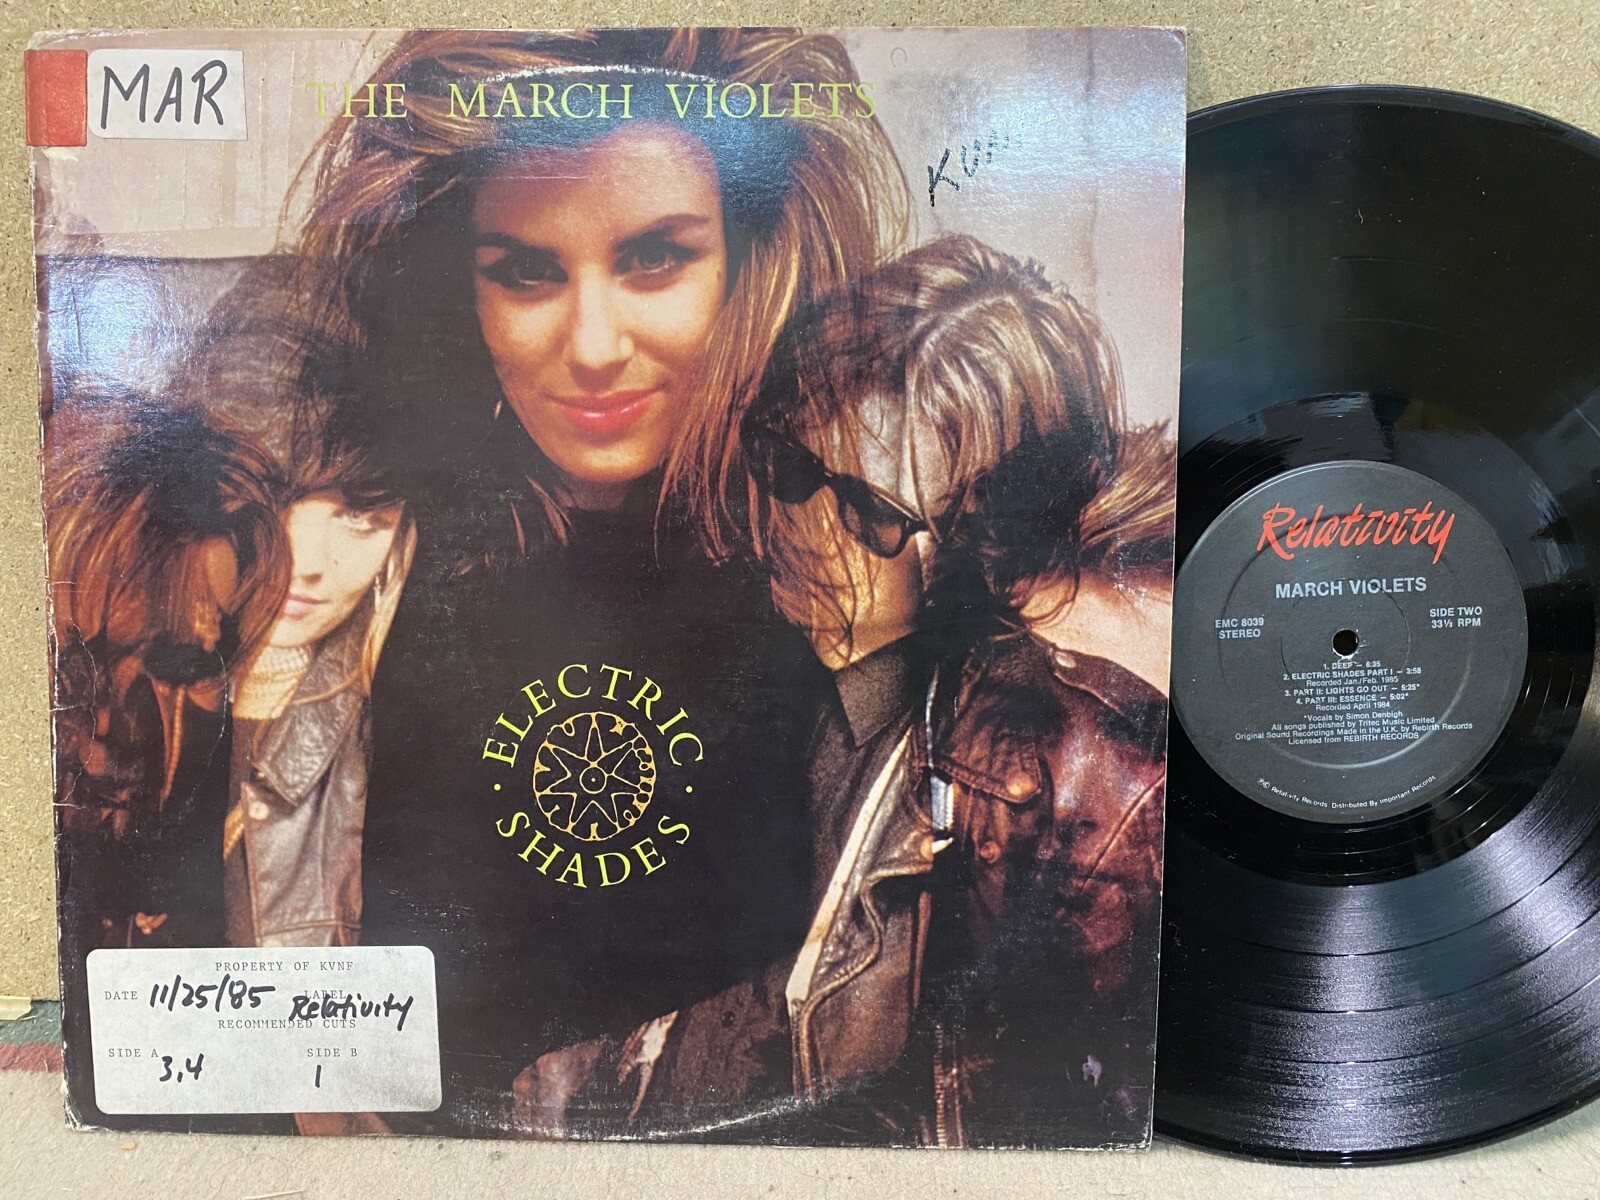 MAR
THE MARCH VIOLETS
ELECTRIC
SHADES
PROPERTY OF KVNF
DATE 11/25/85 LABEL Relativity
RECOMMENDED CUTS
SIDE A 3,4 SIDE B 1
Relativity
MARCH VIOLETS
EMC 8039 SIDE TWO
STEREO 33⅓ RPM
1. DEEP — 6:35
2. ELECTRIC SHADES PART I — 3:58
Recorded Jan./Feb. 1985
3. PART II: LIGHTS GO OUT — 5:25*
4. PART III: ESSENCE — 5:02*
Recorded April 1984
*Vocals by Simon Denbigh
All songs published by Tritec Music Limited
Original Sound Recordings Made in the U.K. by Rebirth Records
Licensed from REBIRTH RECORDS
℗© Relativity Records Distributed By Important Records